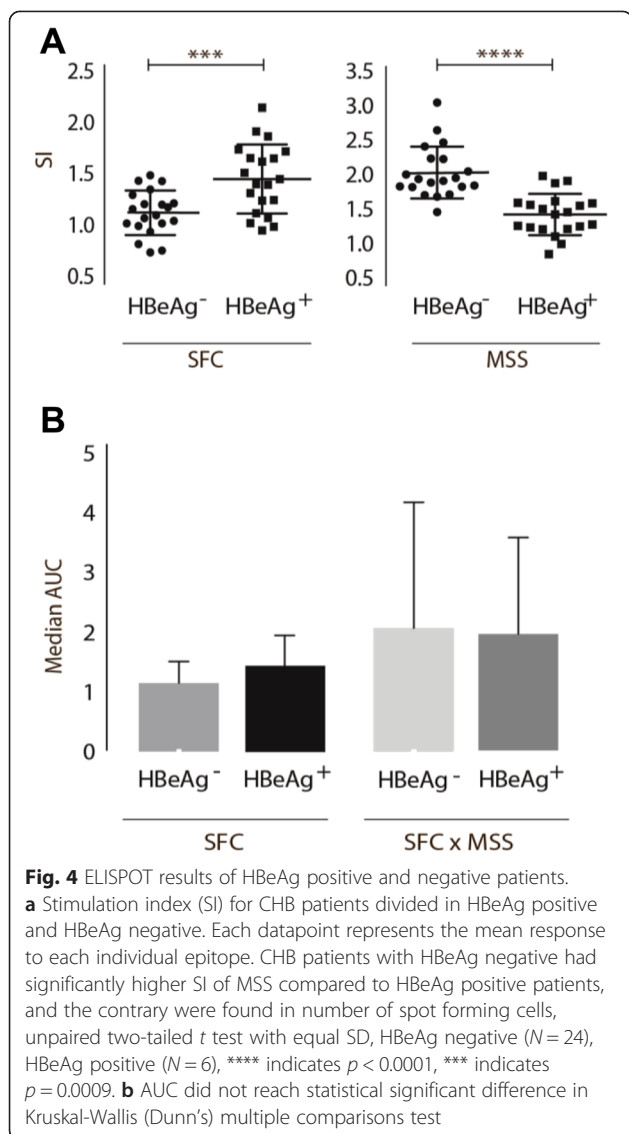 A
***
****
2.5
2.0
1.5
1.0
0.5
SI
HBeAg- HBeAg+
SFC
3.5
3.0
2.5
2.0
1.5
1.0
0.5
HBeAg- HBeAg+
MSS
B
5
4
3
2
1
0
Median AUC
HBeAg- HBeAg+ HBeAg- HBeAg+
SFC SFC x MSS
Fig. 4 ELISPOT results of HBeAg positive and negative patients.
a Stimulation index (SI) for CHB patients divided in HBeAg positive
and HBeAg negative. Each datapoint represents the mean response
to each individual epitope. CHB patients with HBeAg negative had
significantly higher SI of MSS compared to HBeAg positive patients,
and the contrary were found in number of spot forming cells,
unpaired two-tailed t test with equal SD, HBeAg negative (N = 24),
HBeAg positive (N = 6), **** indicates p < 0.0001, *** indicates
p = 0.0009. b AUC did not reach statistical significant difference in
Kruskal-Wallis (Dunn's) multiple comparisons test